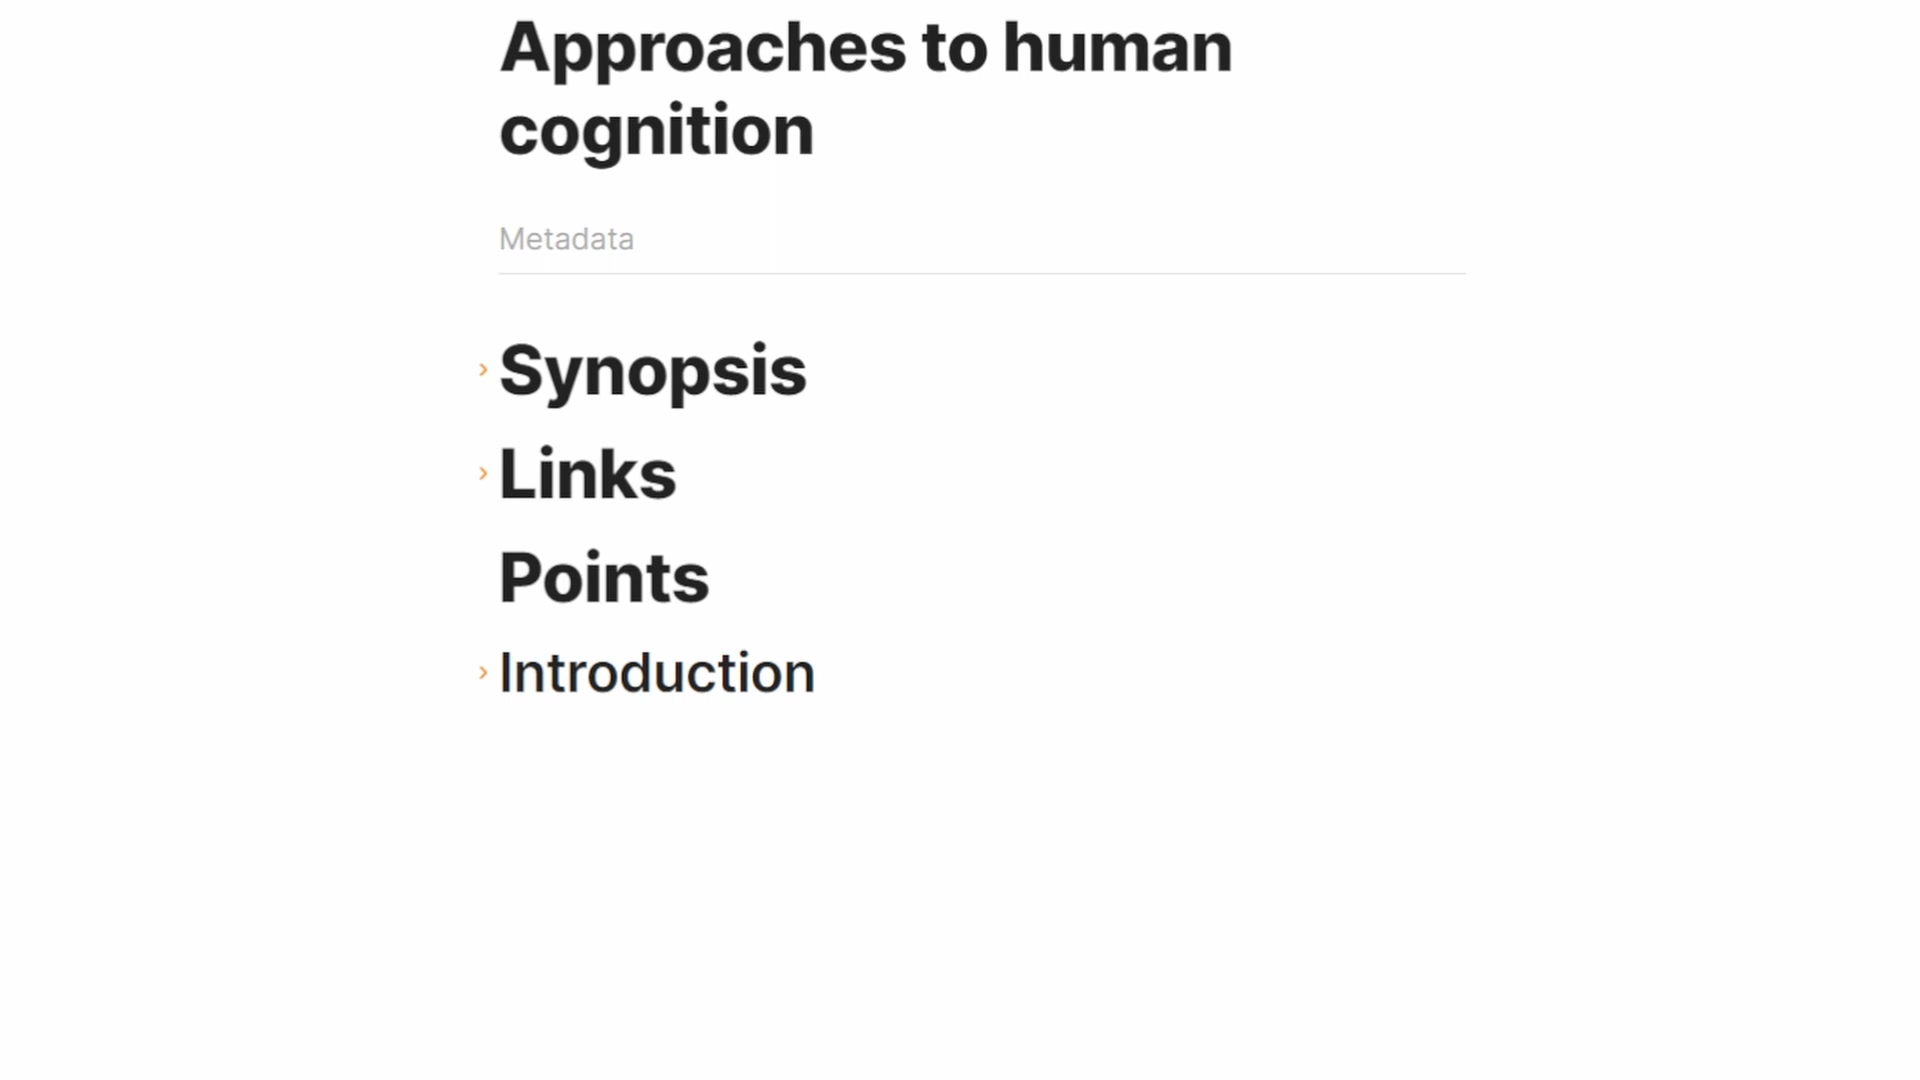 Approaches to human
cognition
Metadata
Synopsis
Links
Points
Introduction